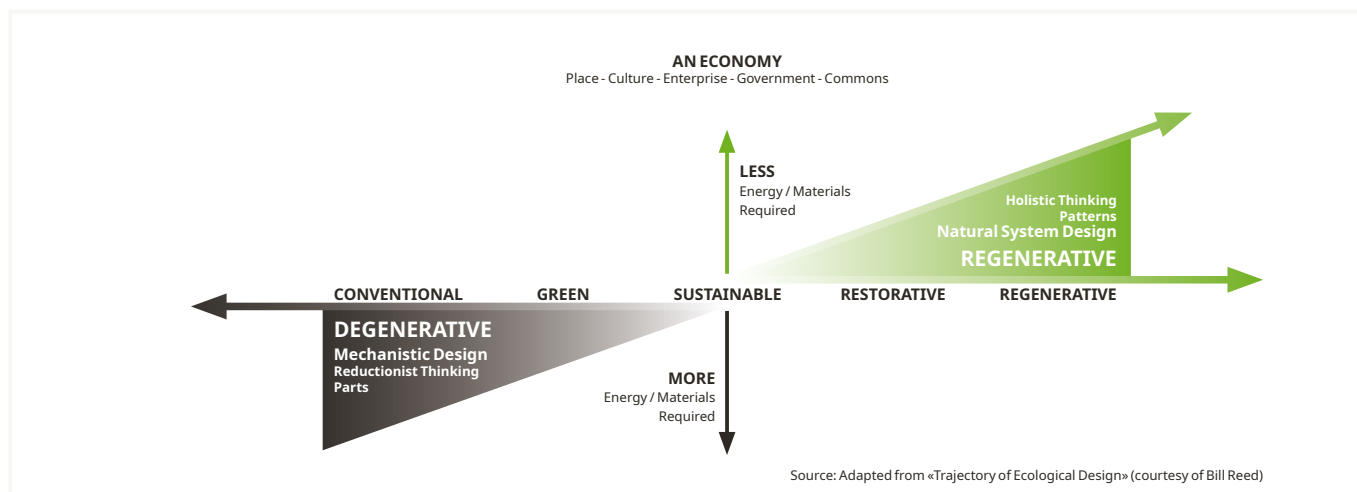 AN ECONOMY
Place - Culture - Enterprise - Government - Commons
LESS
Energy / Materials
Required
Holistic Thinking
Patterns
Natural System Design
REGENERATIVE
CONVENTIONAL
GREEN
SUSTAINABLE
RESTORATIVE
REGENERATIVE
DEGENERATIVE
Mechanistic Design
Reductionist Thinking
Parts
MORE
Energy / Materials
Required
Source: Adapted from «Trajectory of Ecological Design» (courtesy of Bill Reed)